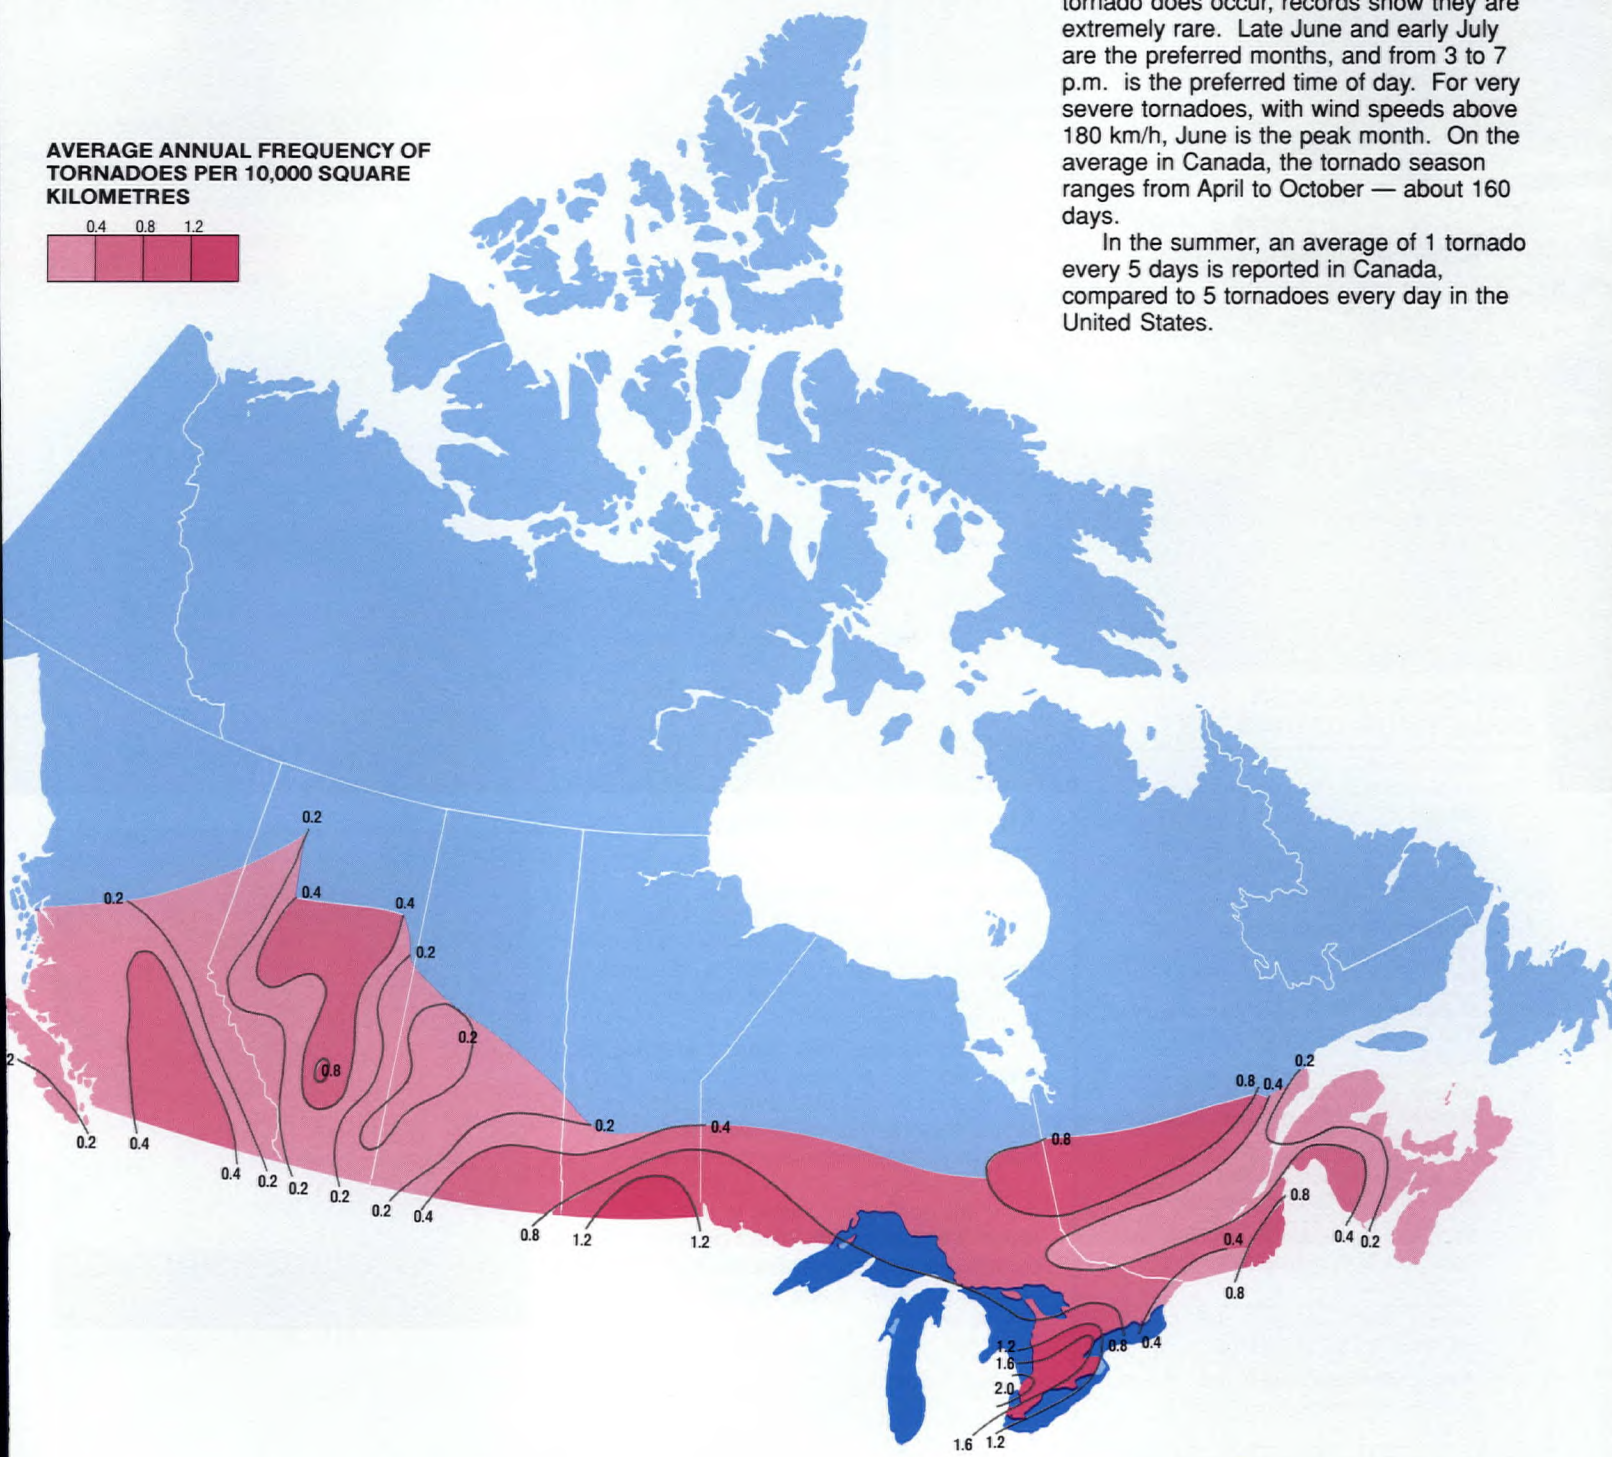 tornado does occur, records show they are
extremely rare. Late June and early July
are the preferred months, and from 3 to 7
p.m. is the preferred time of day. For very
severe tornadoes, with wind speeds above
180 km/h, June is the peak month. On the
average in Canada, the tornado season
ranges from April to October — about 160
days.
In the summer, an average of 1 tornado
every 5 days is reported in Canada,
compared to 5 tornadoes every day in the
United States.
AVERAGE ANNUAL FREQUENCY OF
TORNADOES PER 10,000 SQUARE
KILOMETRES
0.4 0.8 1.2
0.2
0.2
0.4
0.4
0.2
0.2
0.8
2
0.2
0.4
0.4
0.2
0.2
0.2
0.2
0.4
0.2
0.4
0.8
1.2
1.2
0.8
0.8
0.4
0.2
0.8
0.4
0.8
0.4
0.2
1.2
1.6
2.0
0.8
0.4
1.6
1.2